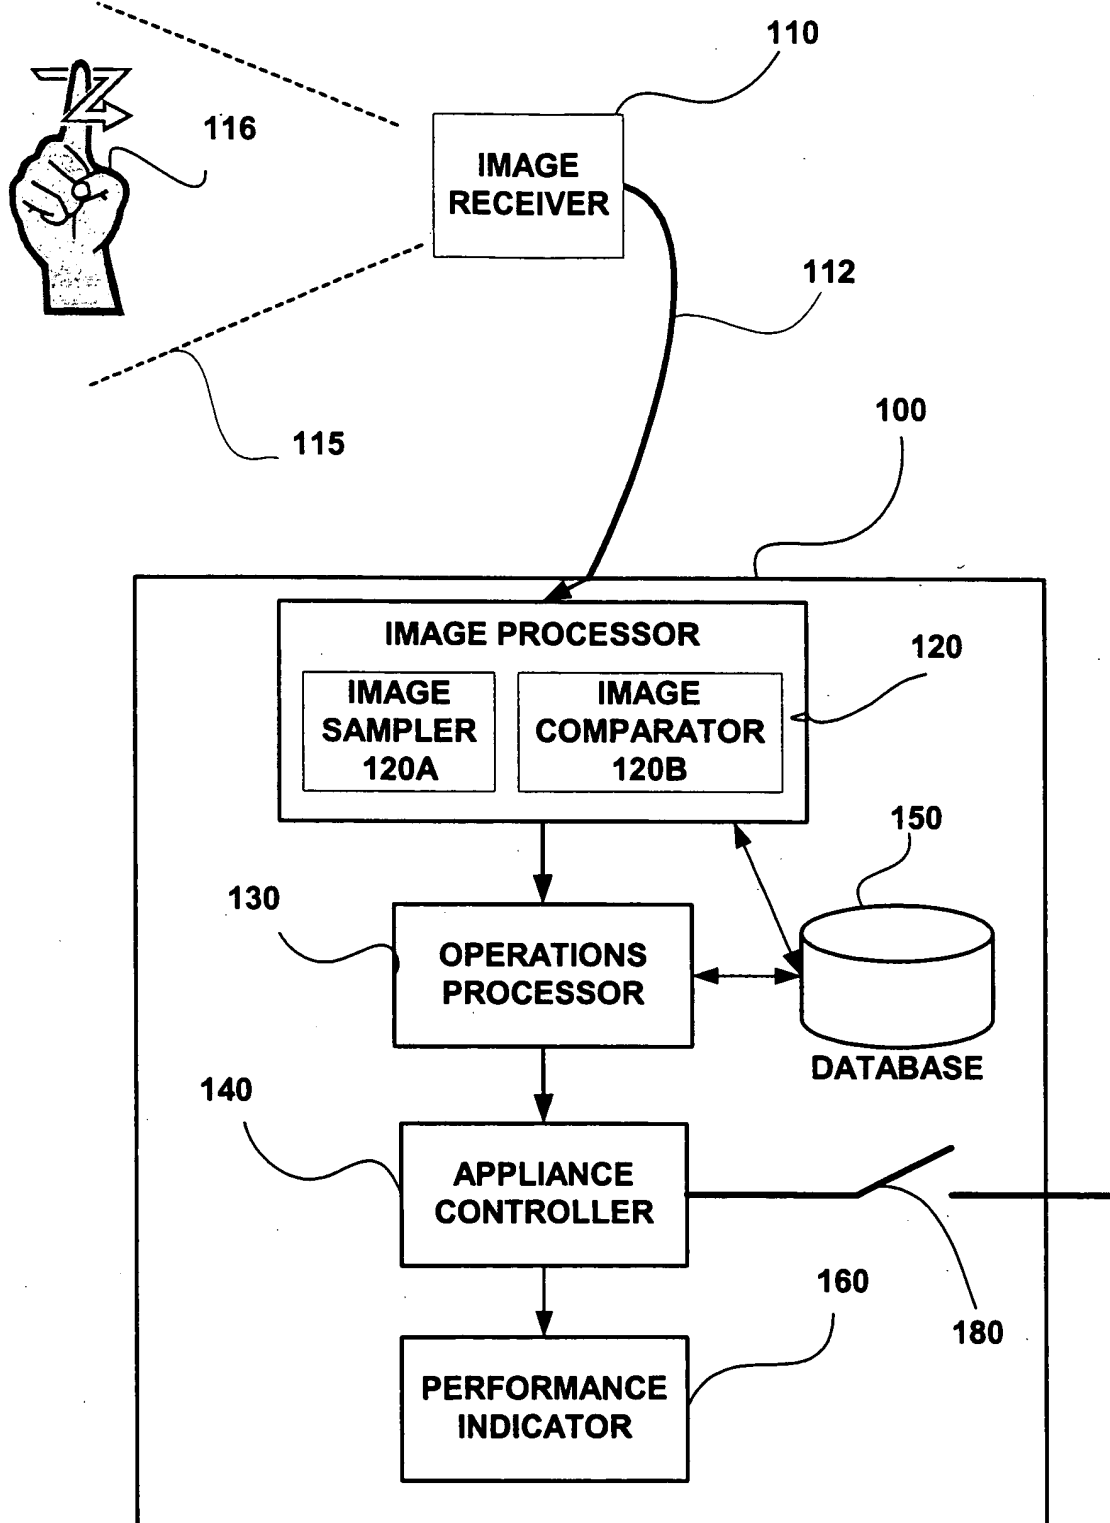 110
116
IMAGE
RECEIVER
112
100
115
IMAGE PROCESSOR
120
IMAGE
SAMPLER
120A
IMAGE
COMPARATOR
120B
150
130
OPERATIONS
PROCESSOR
DATABASE
140
APPLIANCE
CONTROLLER
160
180
PERFORMANCE
INDICATOR